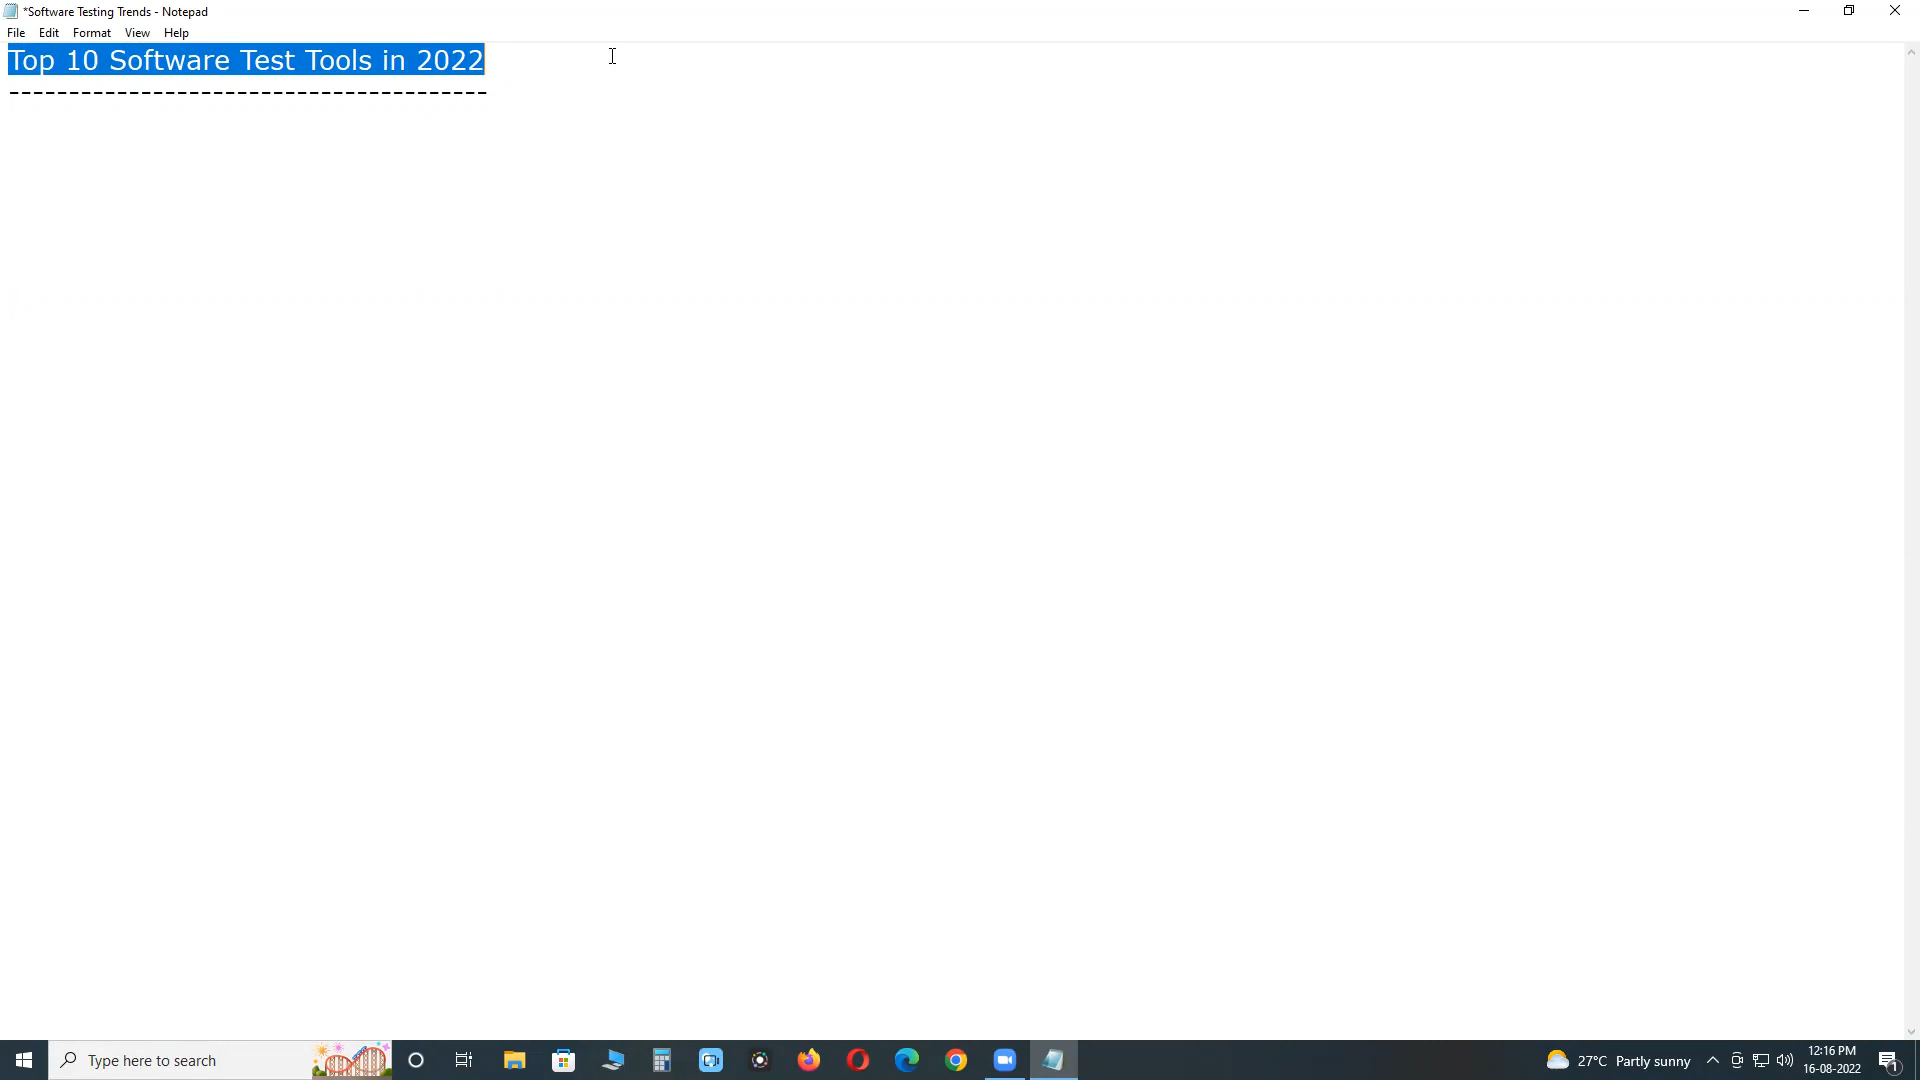 *Software Testing Trends - Notepad
File Edit Format View Help
Top 10 Software Test Tools in 2022
----------------------------------------
Type here to search
27°C Partly sunny
12:16 PM
16-08-2022
1